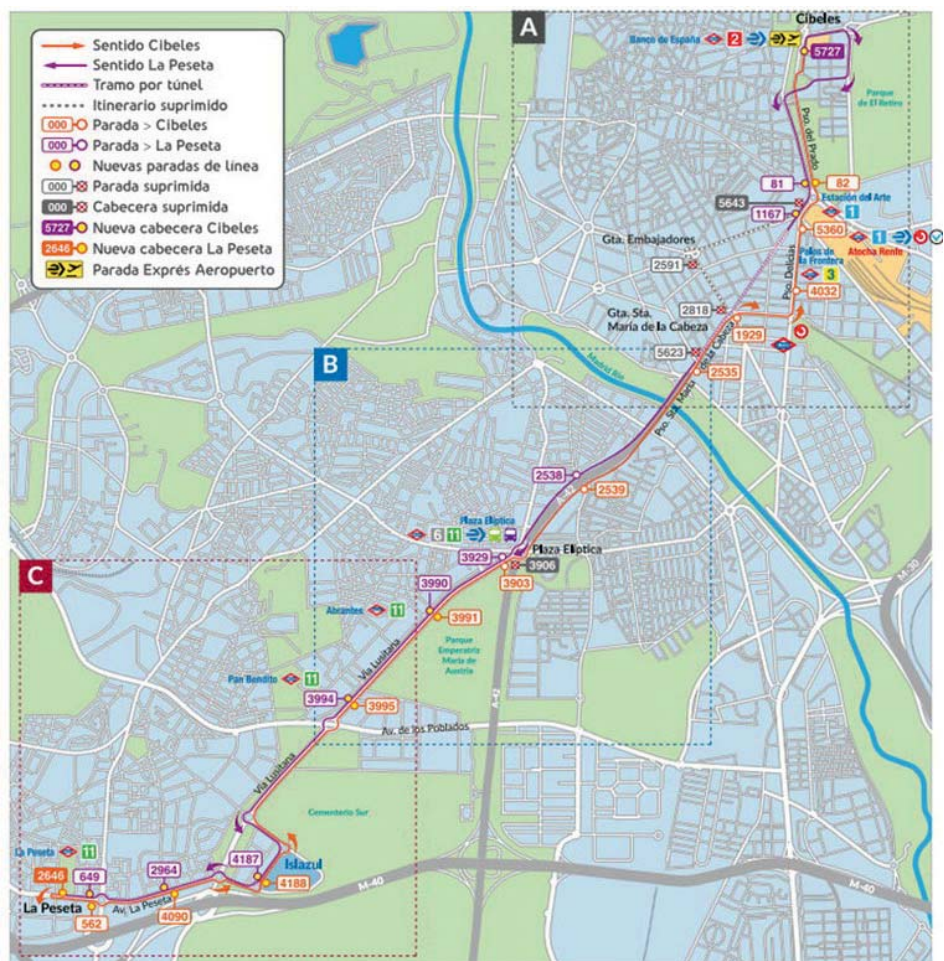 Sentido Cibeles
Sentido La Peseta
Tramo por túnel
Itinerario suprimido
000 Parada > Cibeles
000 Parada > La Peseta
Nuevas paradas de línea
000 Parada suprimida
000 Cabecera suprimida
5727 Nueva cabecera Cibeles
2646 Nueva cabecera La Peseta
Parada Exprés Aeropuerto
A
Cibeles
Banco de España
2
5727
Parque
de El Retiro
Pso. del Prado
81
82
5643
Estación del Arte
1
1167
5360
1
Atocha Renfe
Gta. Embajadores
2591
Palos de
la Frontera
3
Pso. Delicias
4032
2818
Gta. Sta.
María de la Cabeza
1929
5623
2535
Pso. Sta. María
de la Cabeza
Madrid Río
B
2538
2539
A-42
Plaza Elíptica
6 11
Plaza Elíptica
3929
3906
3903
M-30
C
3990
Abrantes
11
3991
Parque
Emperatriz
María de
Austria
Vía Lusitana
Pan Bendito
11
3994
3995
A-42
Av. de los Poblados
Vía Lusitana
Cementerio Sur
La Peseta
11
4187
Islazul
2964
4188
2646
649
La Peseta
Av. La Peseta
562
4090
M-40
M-40